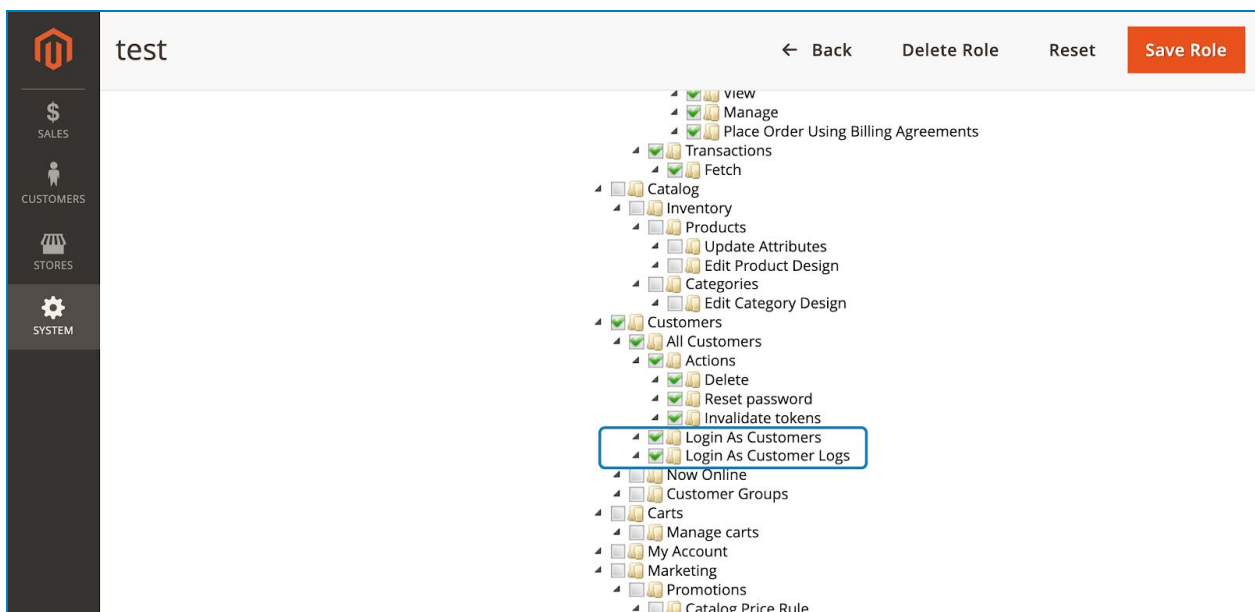 test
← Back
Delete Role
Reset
Save Role
$
SALES
CUSTOMERS
STORES
SYSTEM
View
Manage
Place Order Using Billing Agreements
Transactions
Fetch
Catalog
Inventory
Products
Update Attributes
Edit Product Design
Categories
Edit Category Design
Customers
All Customers
Actions
Delete
Reset password
Invalidate tokens
Login As Customers
Login As Customer Logs
Now Online
Customer Groups
Carts
Manage carts
My Account
Marketing
Promotions
Catalog Price Rule